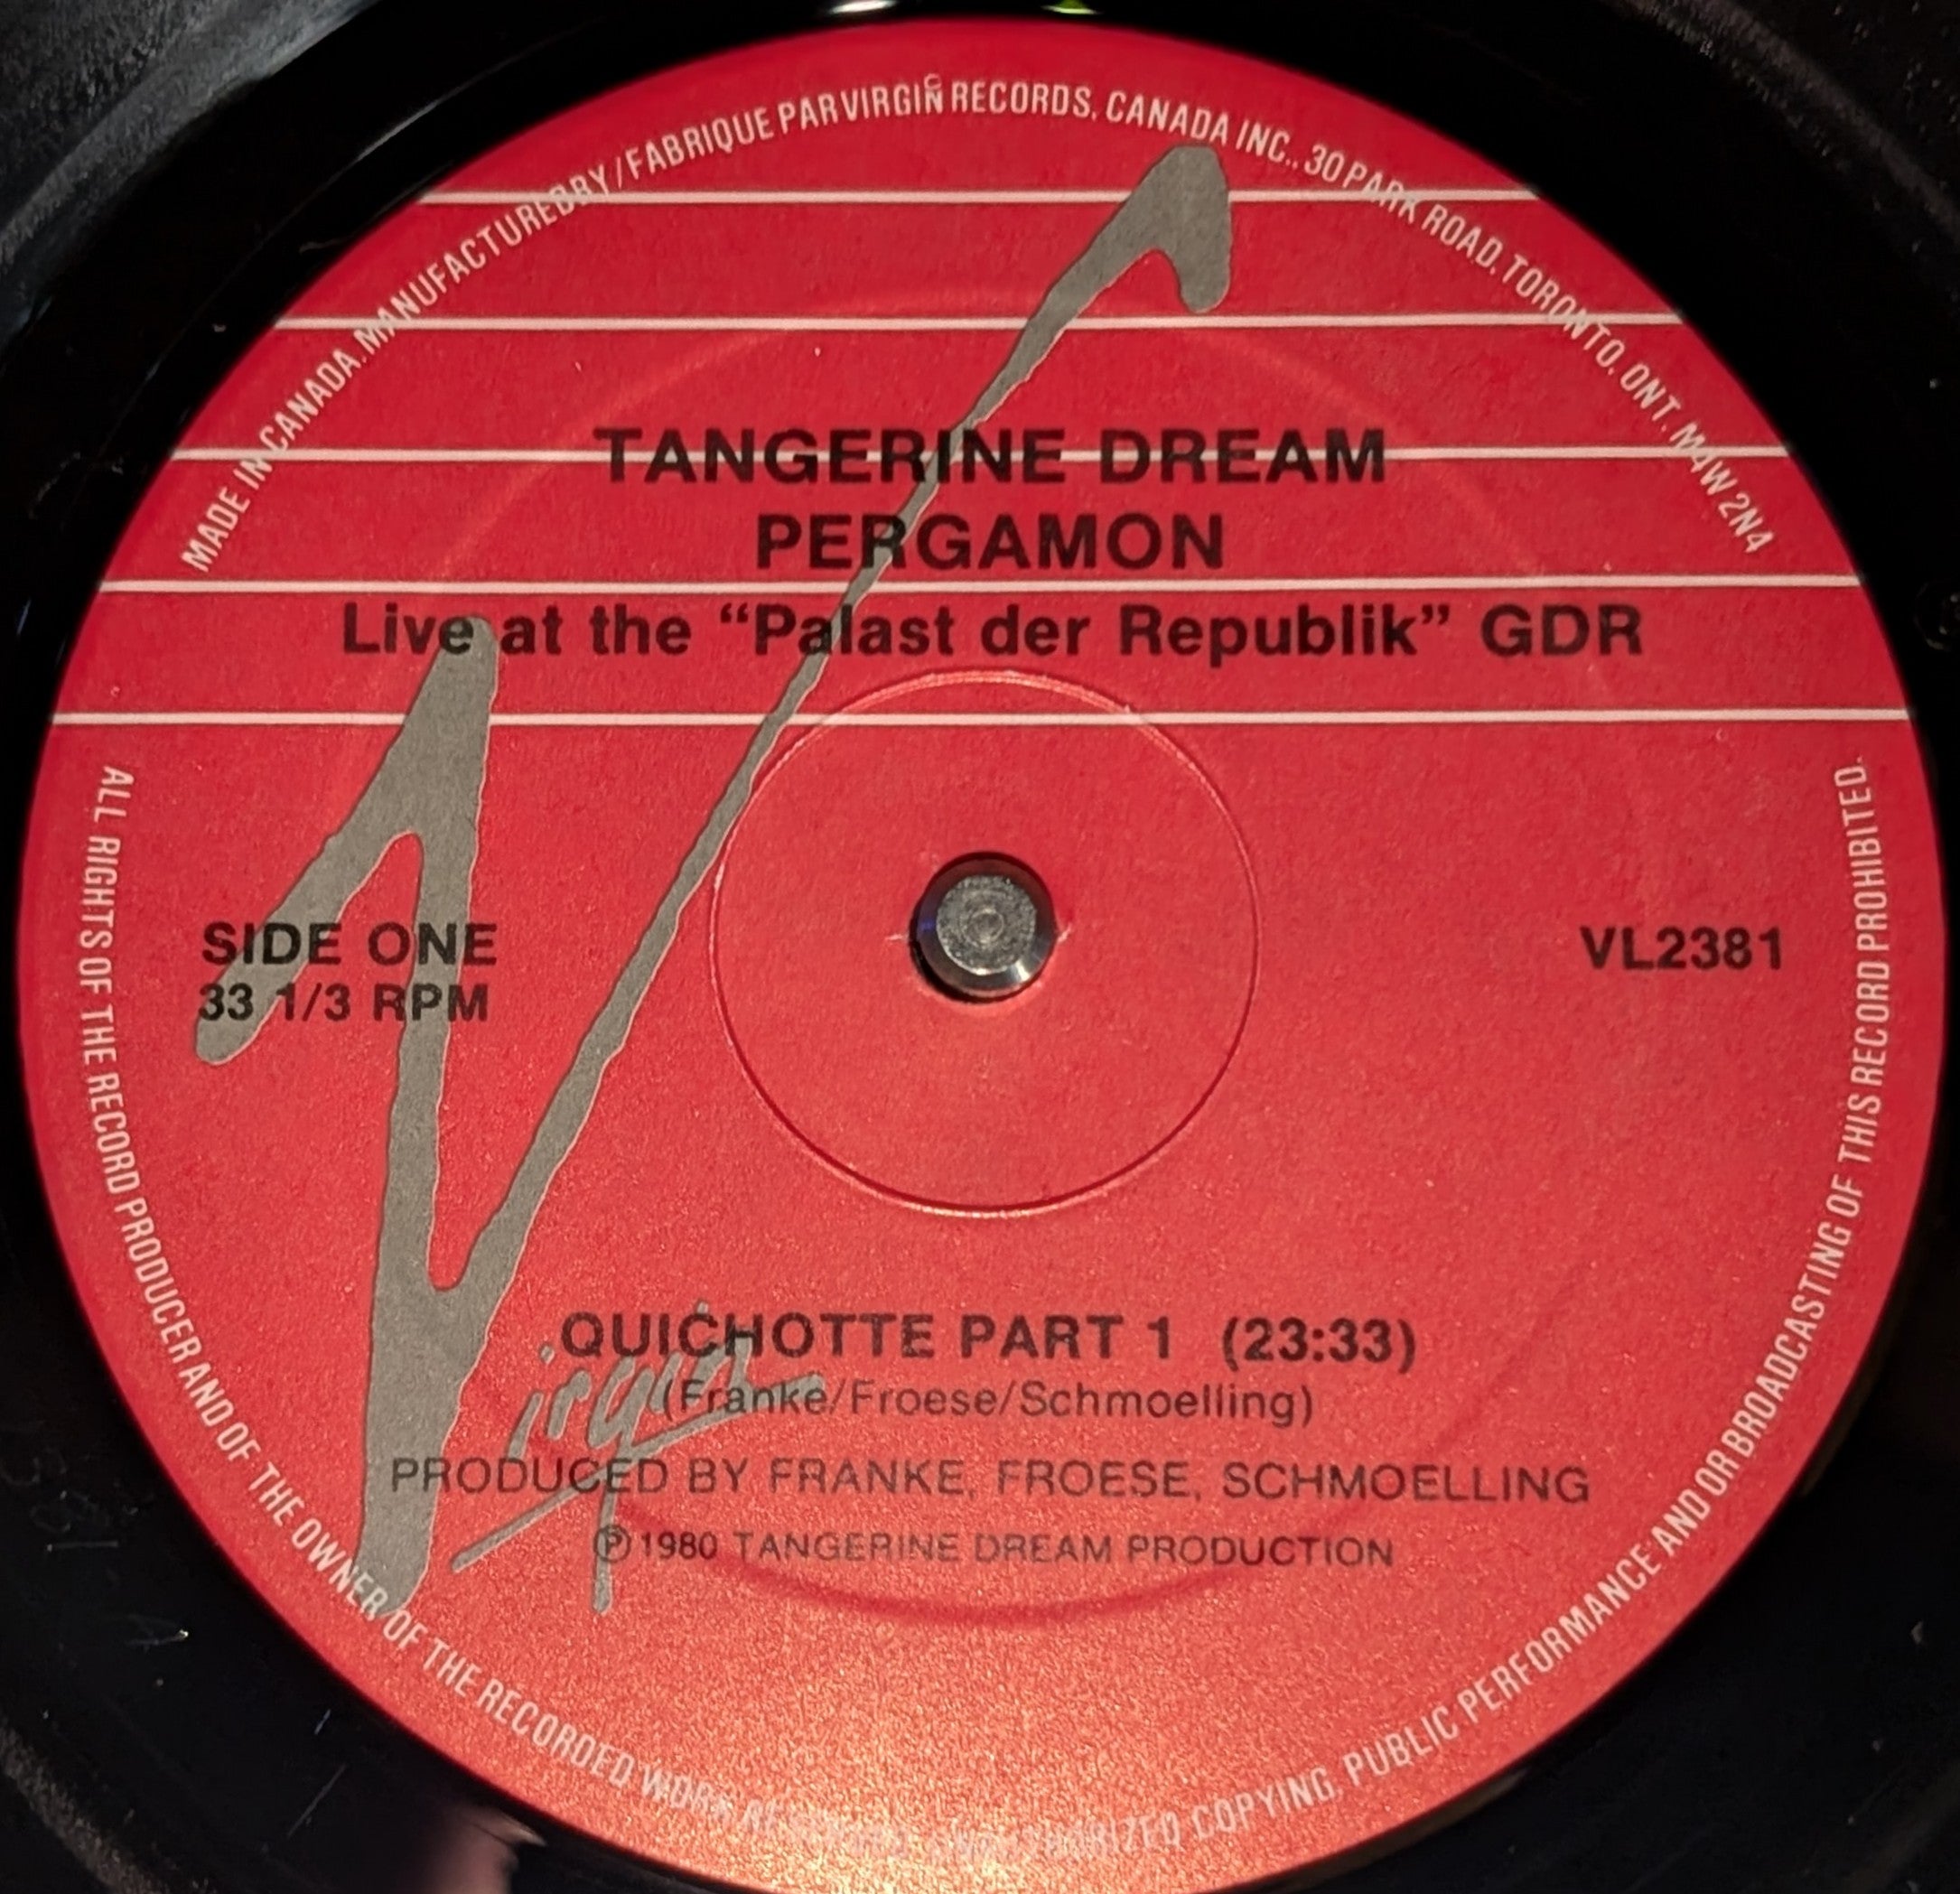 MADE IN CANADA. MANUFACTURED BY / FABRIQUE PAR VIRGIN RECORDS. CANADA INC., 30 PARK ROAD, TORONTO, ONT. M4W 2N4
TANGERINE DREAM
PERGAMON
Live at the “Palast der Republik” GDR
SIDE ONE
33 1/3 RPM
VL2381
QUICHOTTE PART 1 (23:33)
(Franke/Froese/Schmoelling)
PRODUCED BY FRANKE, FROESE, SCHMOELLING
℗ 1980 TANGERINE DREAM PRODUCTION
Virgin
ALL RIGHTS OF THE RECORD PRODUCER AND OF THE OWNER OF THE RECORDED WORK COPYING, PUBLIC PERFORMANCE AND OR BROADCASTING OF THIS RECORD PROHIBITED.